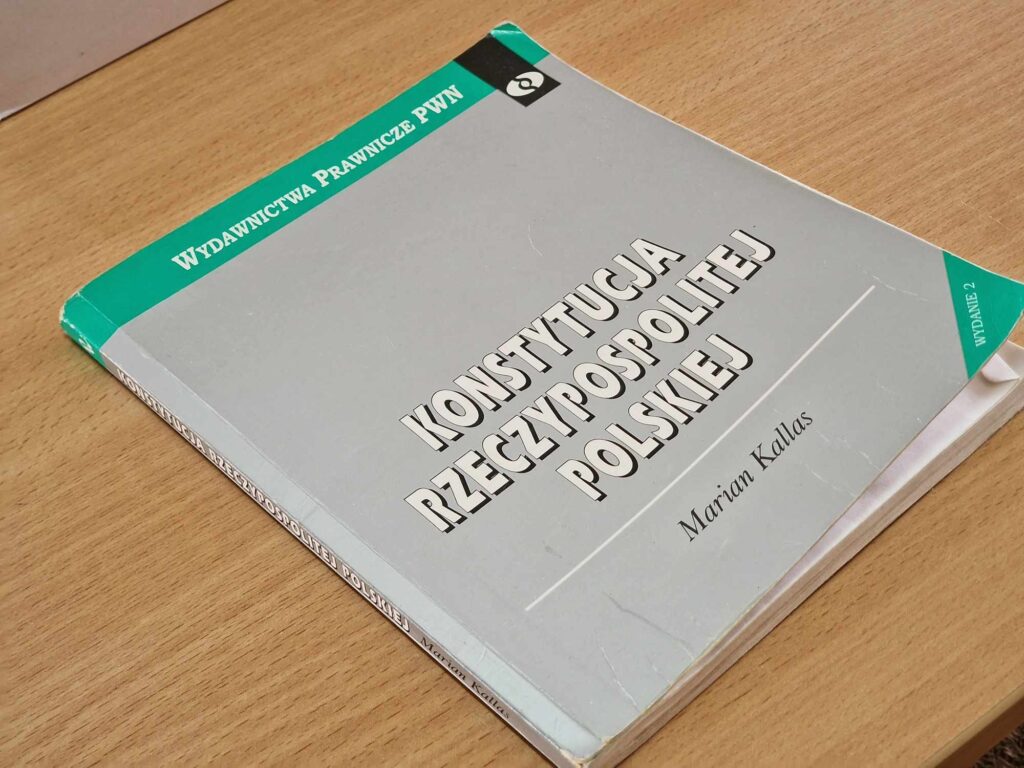 WYDAWNICTWA PRAWNICZE PWN
KONSTYTUCJA
RZECZYPOSPOLITEJ
POLSKIEJ
Marian Kallas
WYDANIE 2
KONSTYTUCJA RZECZYPOSPOLITEJ POLSKIEJ Marian Kallas